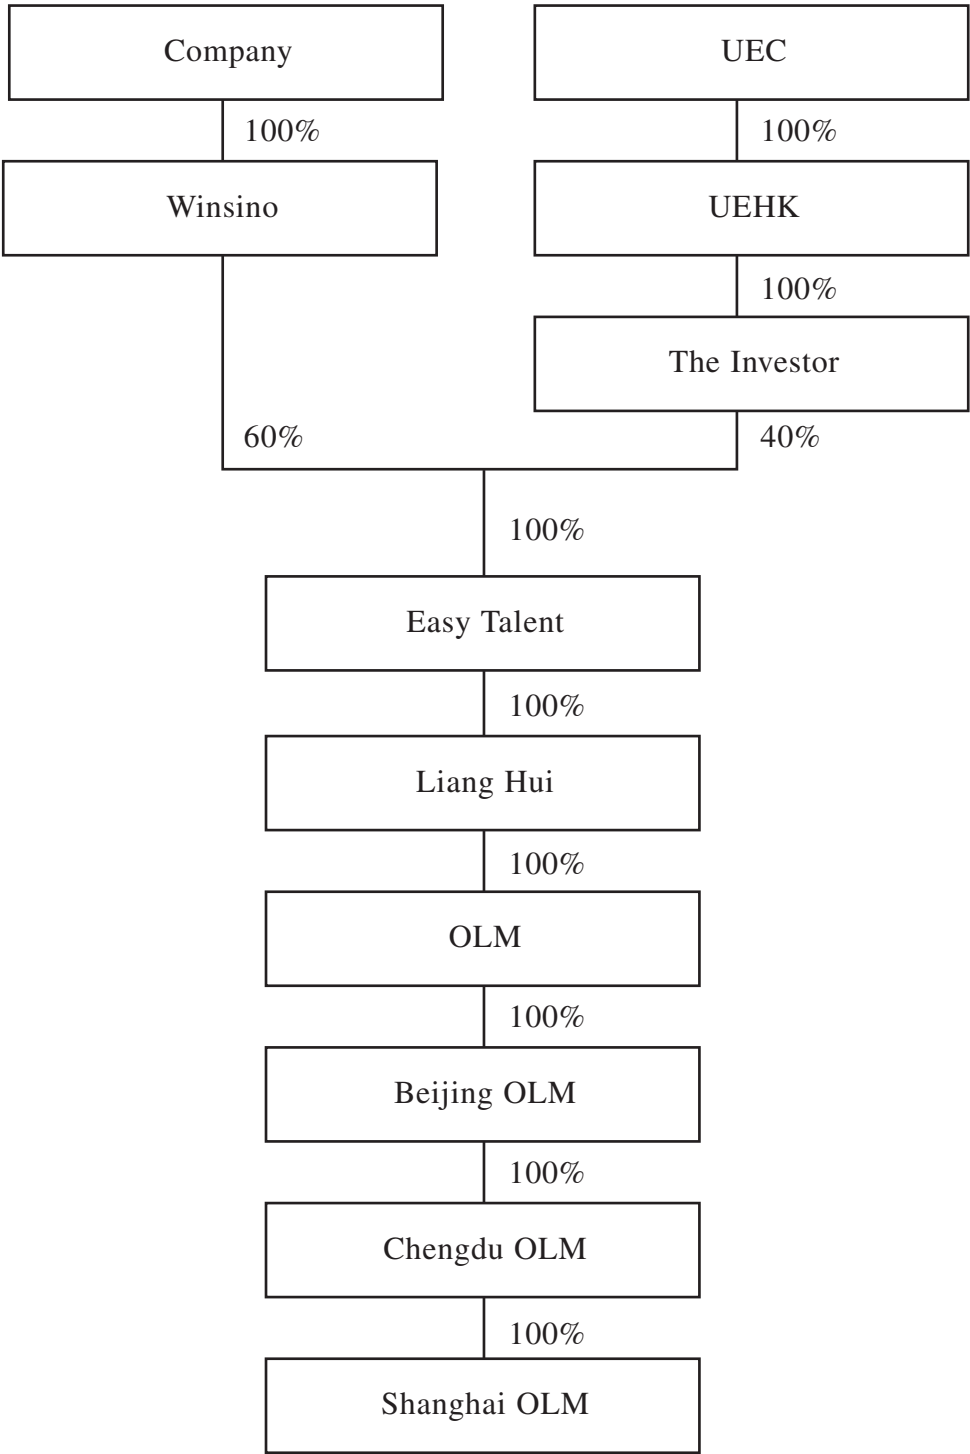 Company
UEC
100%
100%
Winsino
UEHK
100%
The Investor
60%
40%
100%
Easy Talent
100%
Liang Hui
100%
OLM
100%
Beijing OLM
100%
Chengdu OLM
100%
Shanghai OLM